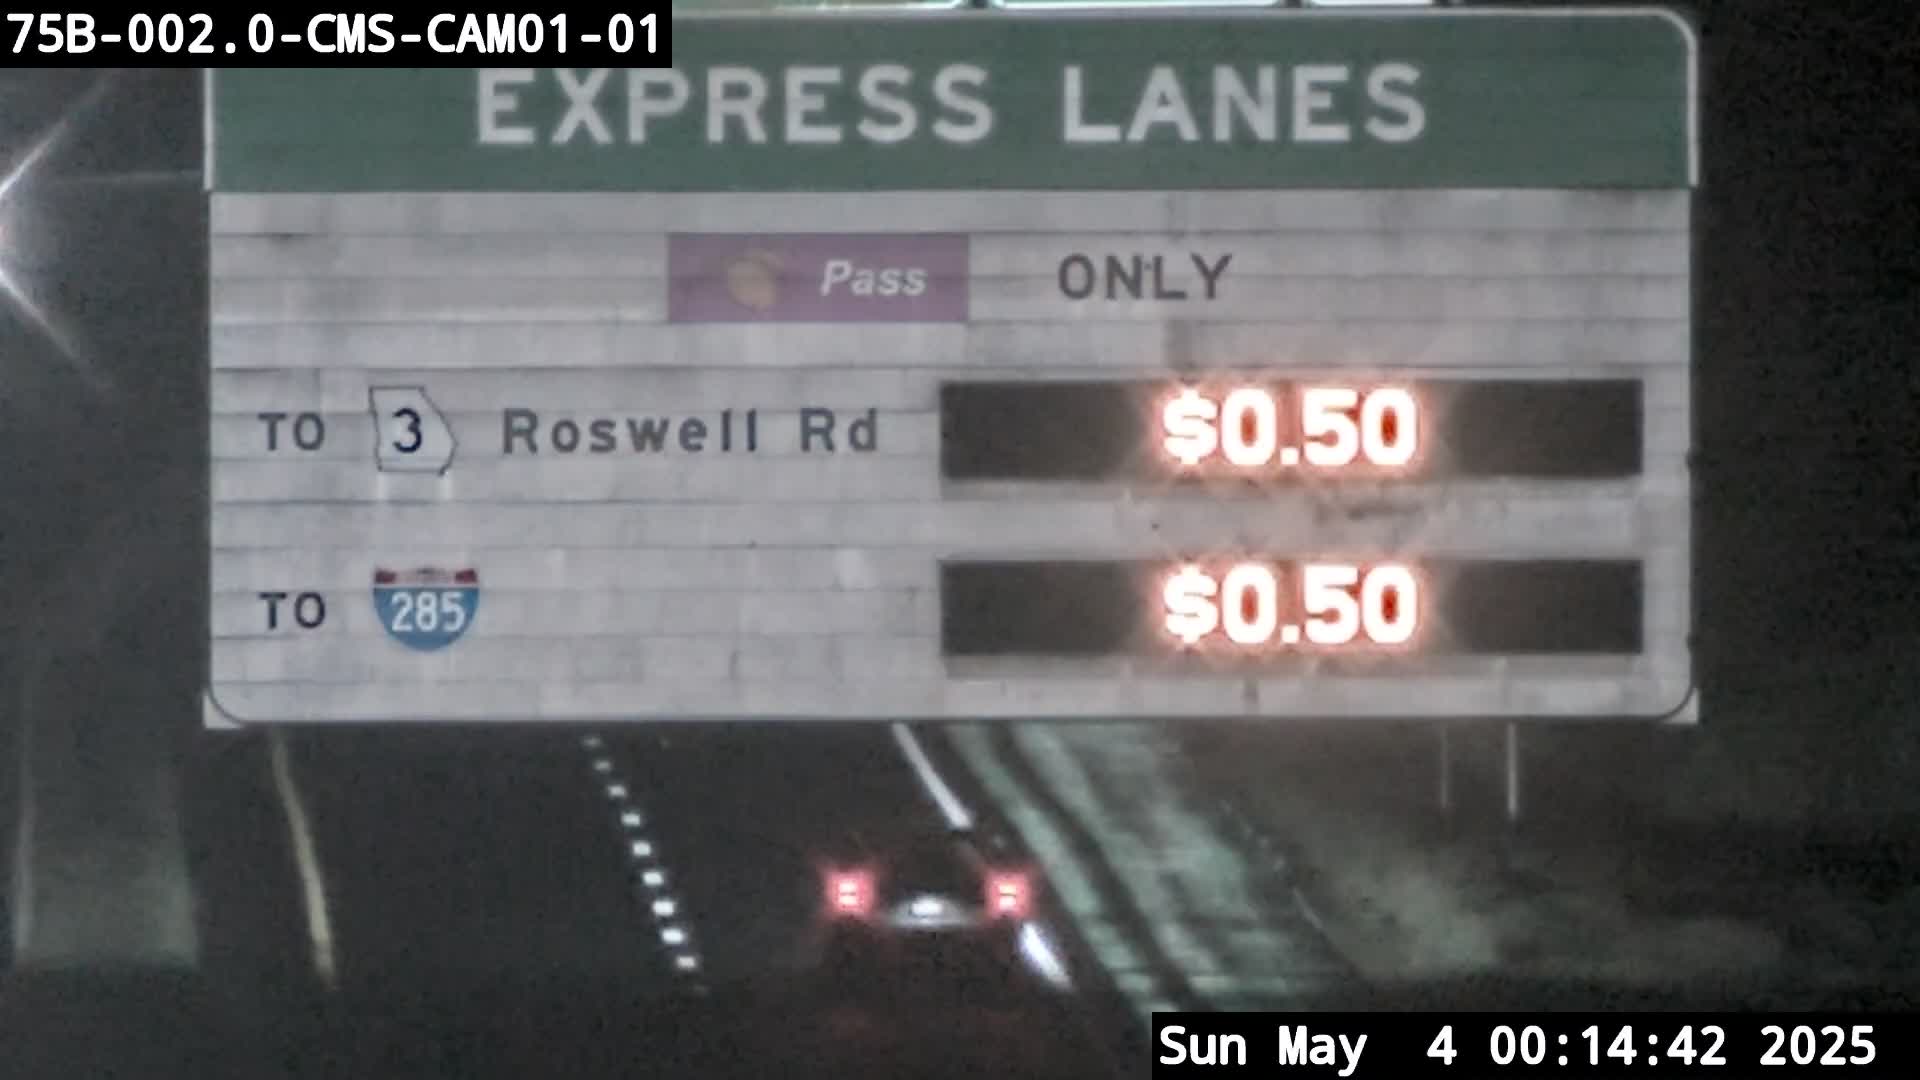 75B-002.0-CMS-CAM01-01
EXPRESS LANES
Pass ONLY
TO 3 Roswell Rd $0.50
TO 285 $0.50
Sun May 4 00:14:42 2025